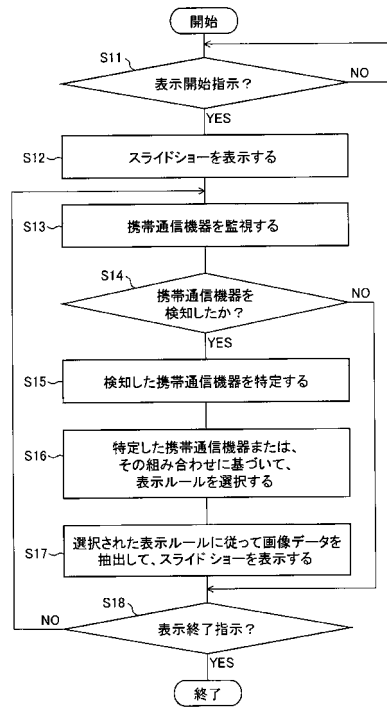 開始
S11
表示開始指示?
NO
YES
S12
スライドショーを表示する
S13
携帯通信機器を監視する
S14
携帯通信機器を
検知したか?
NO
YES
S15
検知した携帯通信機器を特定する
S16
特定した携帯通信機器または、
その組み合わせに基づいて、
表示ルールを選択する
S17
選択された表示ルールに従って画像データを
抽出して、スライドショーを表示する
S18
NO
表示終了指示?
YES
終了